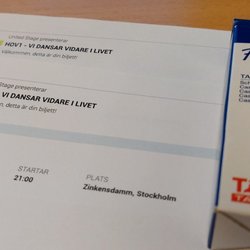 United Stage presenterar
HOV1 - VI DANSAR VIDARE I LIVET
Välkommen, detta är din biljett!
Stage presenterar
VI DANSAR VIDARE I LIVET
detta är din biljett!
STARTAR
21:00
PLATS
Zinkensdamm, Stockholm
TA